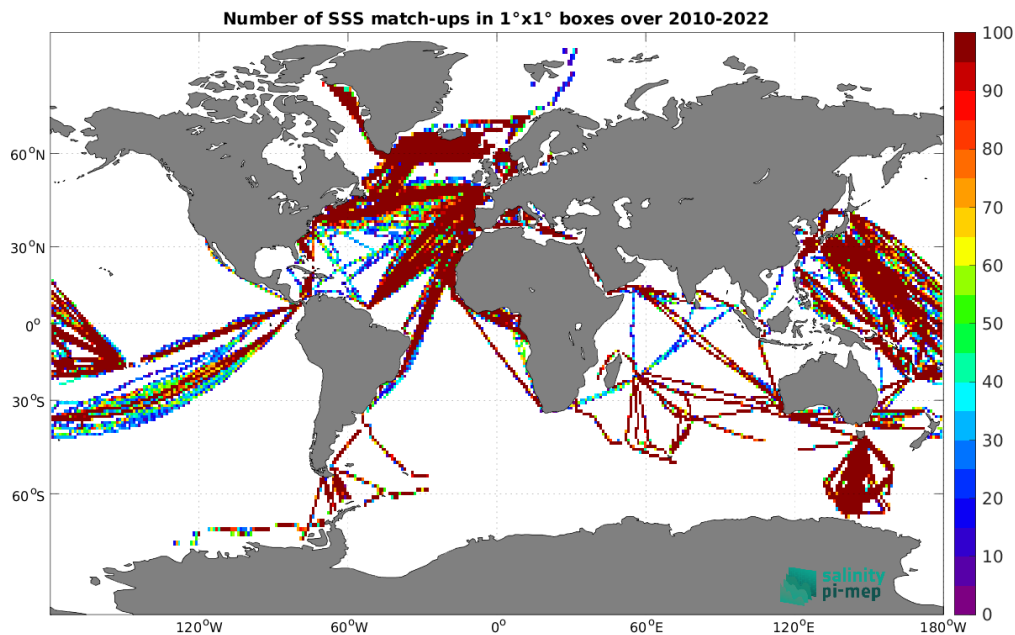 Number of SSS match-ups in 1°x1° boxes over 2010-2022
100
90
80
70
60
50
40
30
20
10
0
60°N
30°N
0°
30°S
60°S
120°W
60°W
0°E
60°E
120°E
180°W
salinity
pi-mep